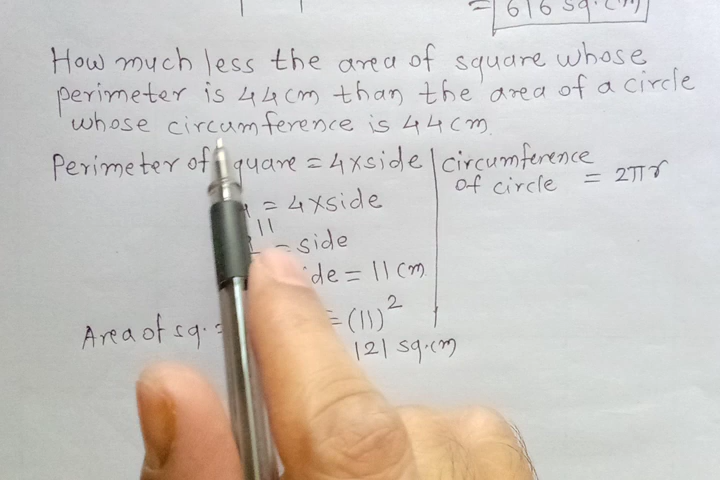 = 616 sq.cm
How much less the area of square whose
perimeter is 44cm than the area of a circle
whose circumference is 44cm.
Perimeter of square = 4×side
= 4×side
11
= side
side = 11cm
Area of sq. = = (11)²
121 sq.cm
circumference
of circle = 2πr